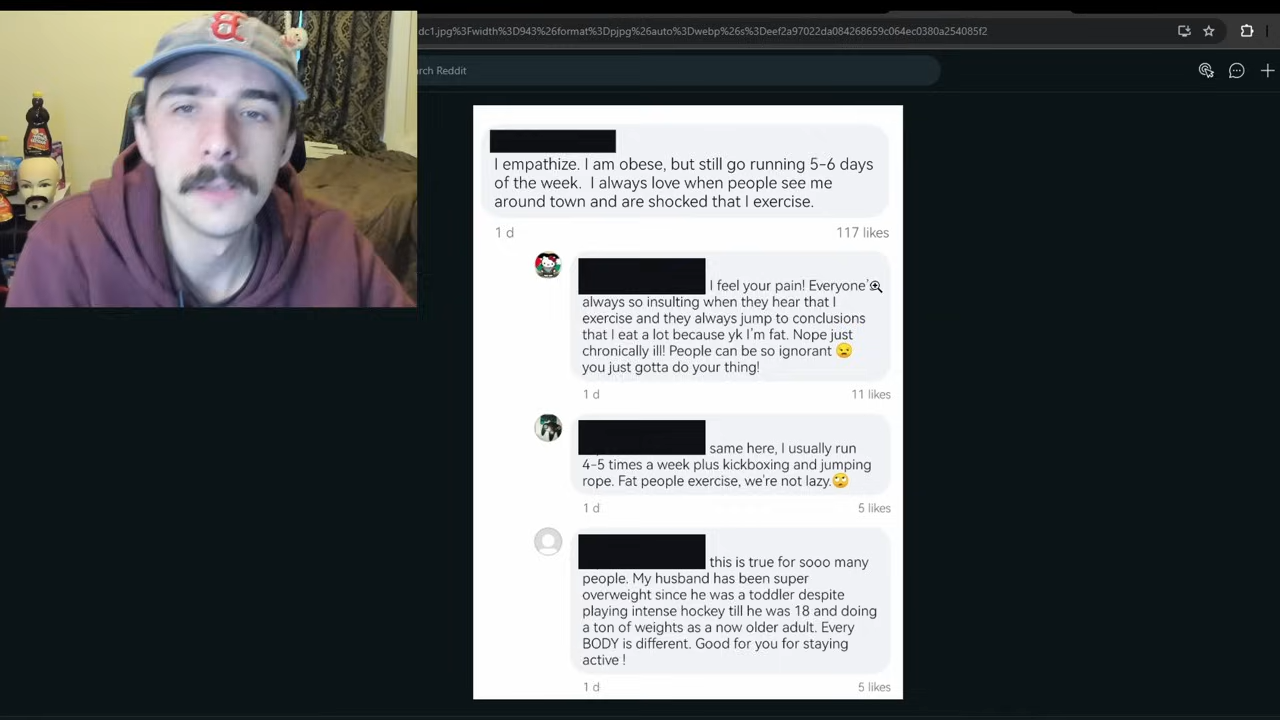 dc1.jpg%3Fwidth%3D943%26format%3Dpjpg%26auto%3Dwebp%26s%3Deef2a97022da084268659c064ec0380a254085f2
rch Reddit
B
I empathize. I am obese, but still go running 5-6 days
of the week. I always love when people see me
around town and are shocked that I exercise.
1 d 117 likes
I feel your pain! Everyone's
always so insulting when they hear that I
exercise and they always jump to conclusions
that I eat a lot because yk I'm fat. Nope just
chronically ill! People can be so ignorant 😒
you just gotta do your thing!
1 d 11 likes
same here, I usually run
4-5 times a week plus kickboxing and jumping
rope. Fat people exercise, we're not lazy.🙄
1 d 5 likes
this is true for sooo many
people. My husband has been super
overweight since he was a toddler despite
playing intense hockey till he was 18 and doing
a ton of weights as a now older adult. Every
BODY is different. Good for you for staying
active !
1 d 5 likes